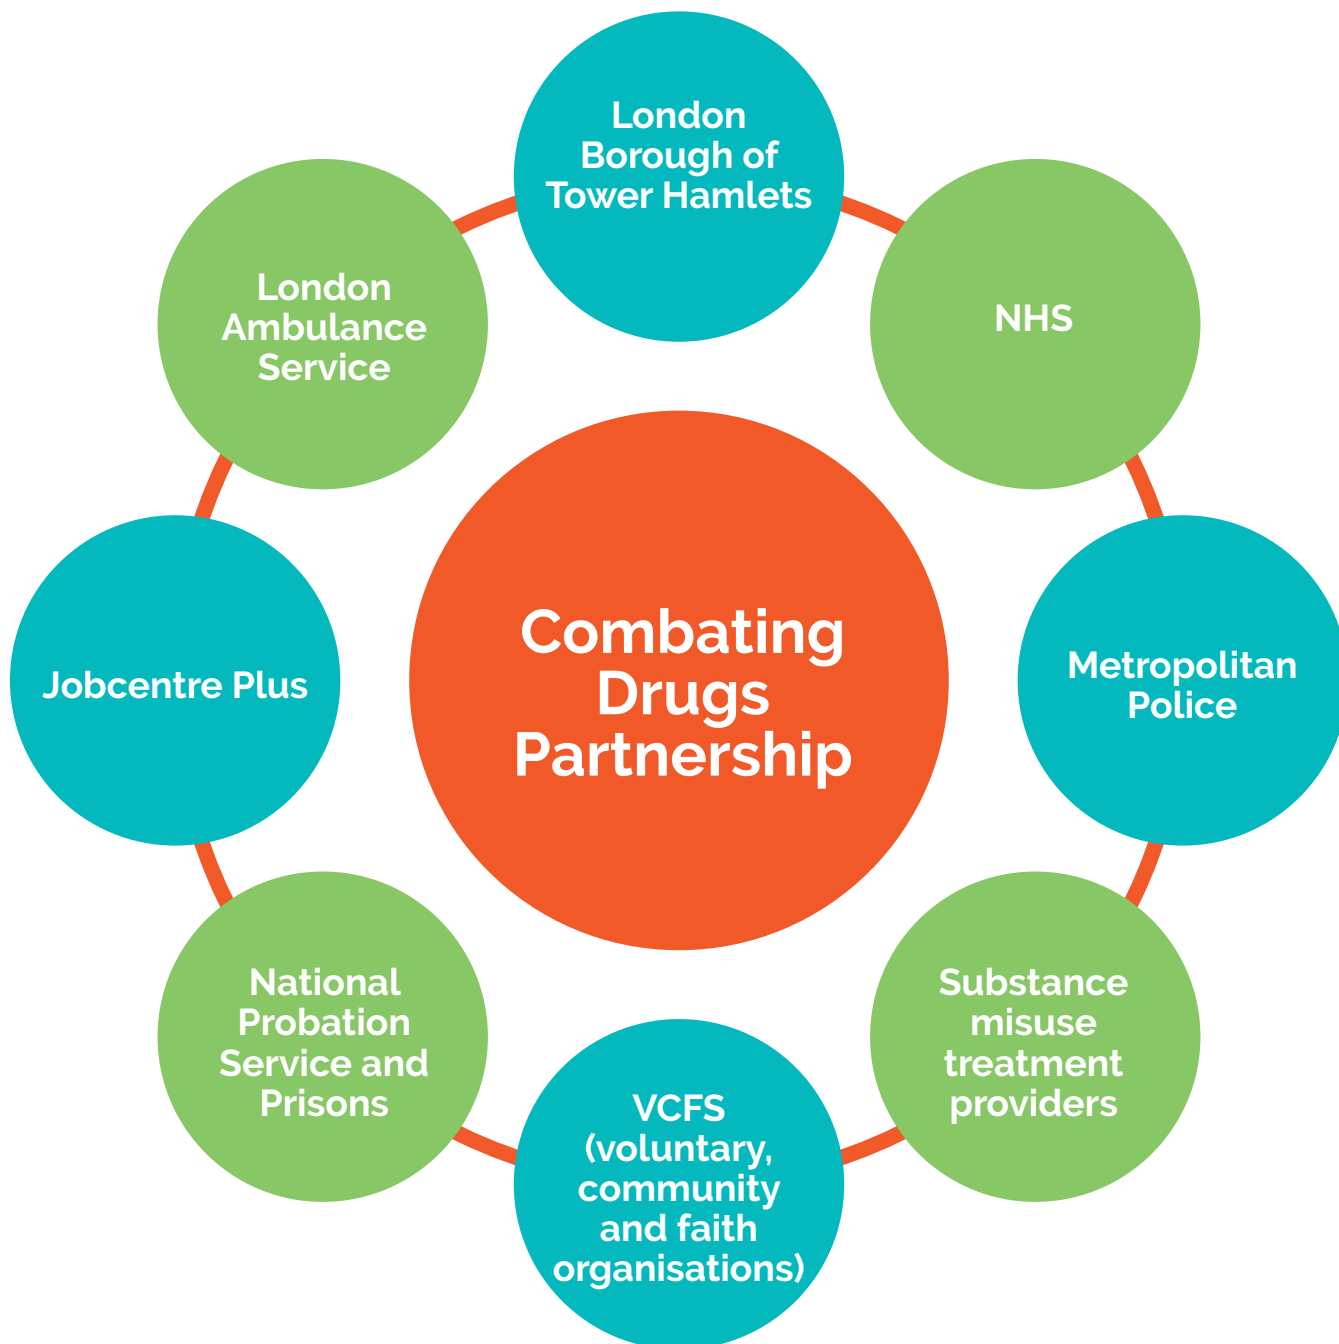 London
Borough of
Tower Hamlets
NHS
Metropolitan
Police
Substance
misuse
treatment
providers
VCFS
(voluntary,
community
and faith
organisations)
National
Probation
Service and
Prisons
Jobcentre Plus
London
Ambulance
Service
Combating
Drugs
Partnership